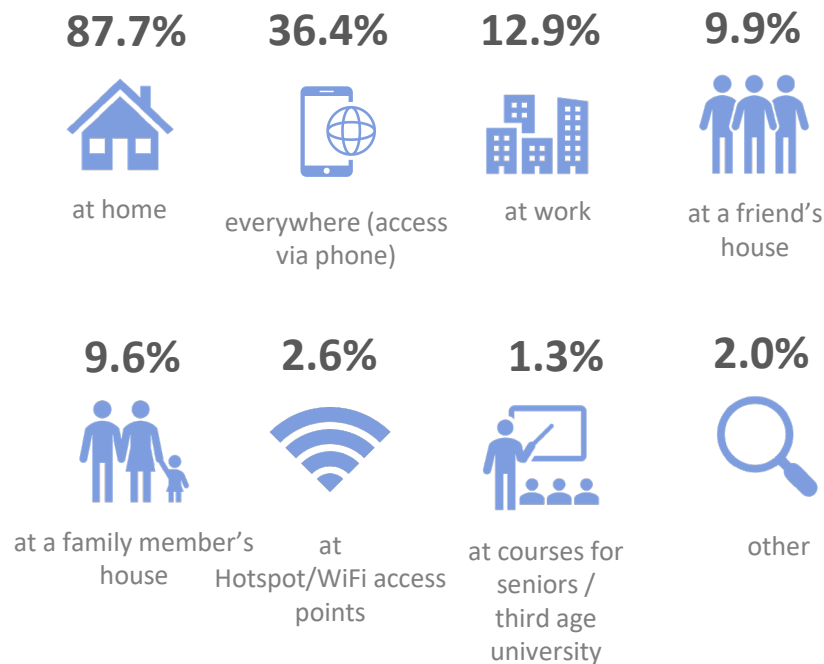 87.7%
36.4%
12.9%
9.9%
at home
everywhere (access
via phone)
at work
at a friend's
house
9.6%
2.6%
1.3%
2.0%
at a family member's
house
at
Hotspot/WiFi access
points
at courses for
seniors /
third age
university
other